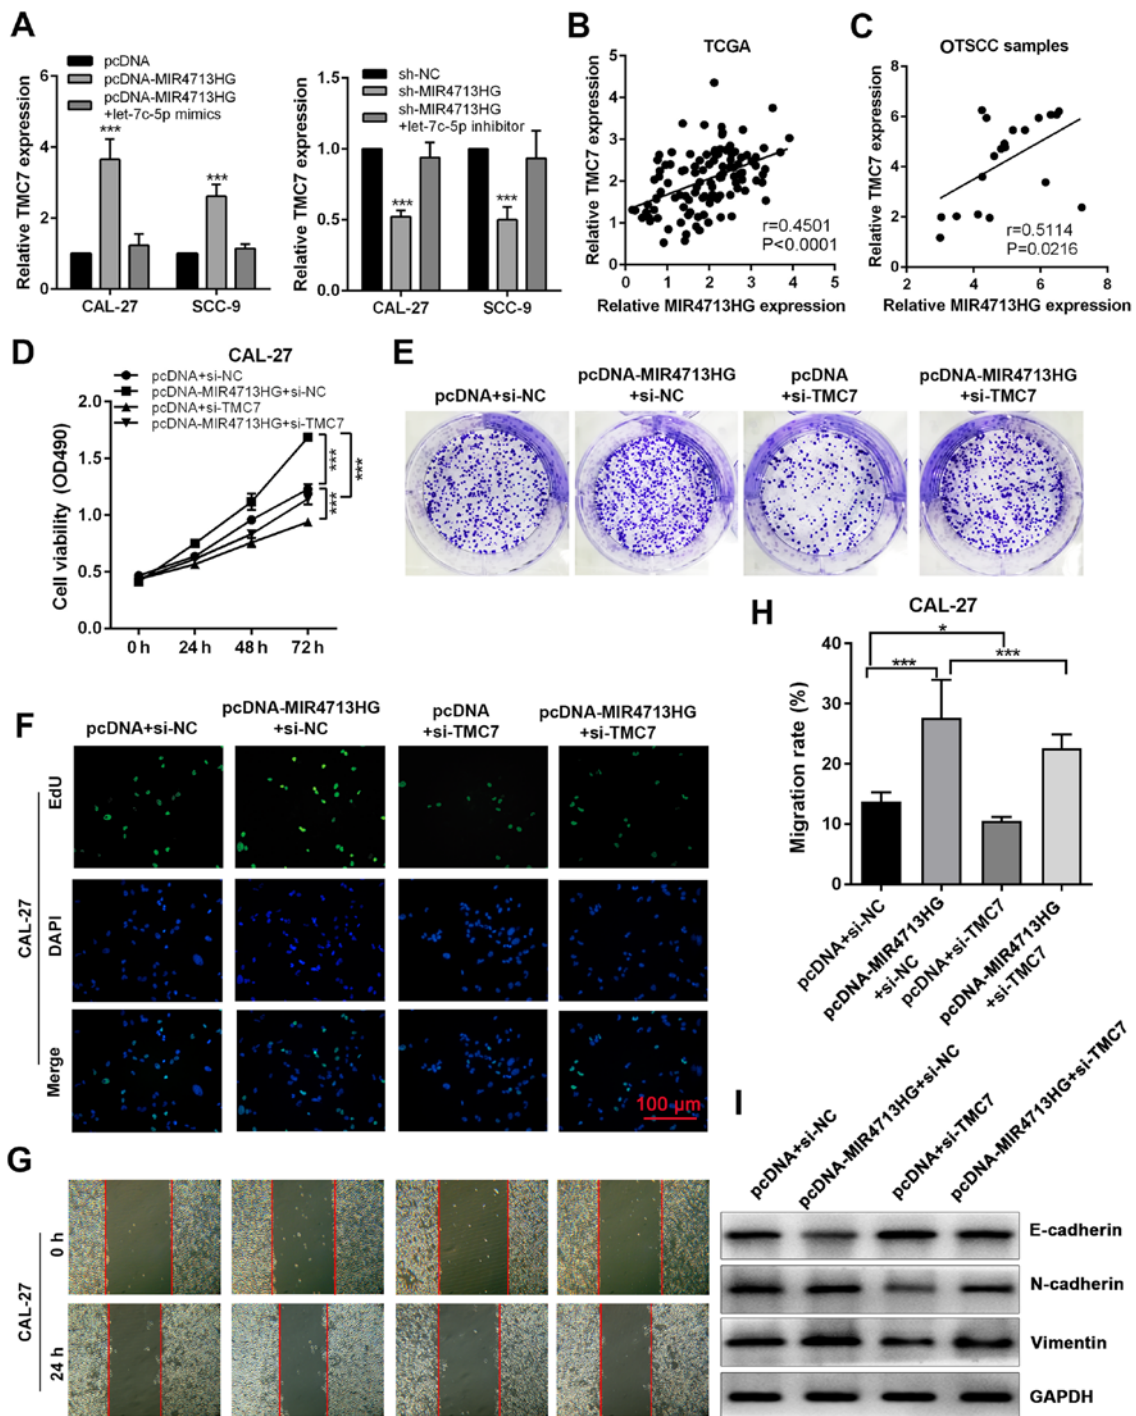 A
pcDNA
pcDNA-MIR4713HG
pcDNA-MIR4713HG
+let-7c-5p mimics
Relative TMC7 expression
6
4
2
0
***
***
CAL-27
SCC-9
sh-NC
sh-MIR4713HG
sh-MIR4713HG
+let-7c-5p inhibitor
Relative TMC7 expression
1.5
1.0
0.5
0.0
***
***
CAL-27
SCC-9
B
TCGA
Relative TMC7 expression
5
4
3
2
1
0
r=0.4501
P<0.0001
0 1 2 3 4 5
Relative MIR4713HG expression
C
OTSCC samples
Relative TMC7 expression
8
6
4
2
0
r=0.5114
P=0.0216
2 4 6 8
Relative MIR4713HG expression
D
CAL-27
pcDNA+si-NC
pcDNA-MIR4713HG+si-NC
pcDNA+si-TMC7
pcDNA-MIR4713HG+si-TMC7
Cell viability (OD490)
2.0
1.5
1.0
0.5
0.0
***
***
***
0 h 24 h 48 h 72 h
E
pcDNA+si-NC
pcDNA-MIR4713HG
+si-NC
pcDNA
+si-TMC7
pcDNA-MIR4713HG
+si-TMC7
F
pcDNA+si-NC
pcDNA-MIR4713HG
+si-NC
pcDNA
+si-TMC7
pcDNA-MIR4713HG
+si-TMC7
CAL-27
EdU
DAPI
Merge
100 µm
G
CAL-27
0 h
24 h
H
CAL-27
Migration rate (%)
40
30
20
10
0
*
***
***
pcDNA+si-NC
pcDNA-MIR4713HG
+si-NC
pcDNA+si-TMC7
pcDNA-MIR4713HG
+si-TMC7
I
pcDNA+si-NC
pcDNA-MIR4713HG+si-NC
pcDNA+si-TMC7
pcDNA-MIR4713HG+si-TMC7
E-cadherin
N-cadherin
Vimentin
GAPDH